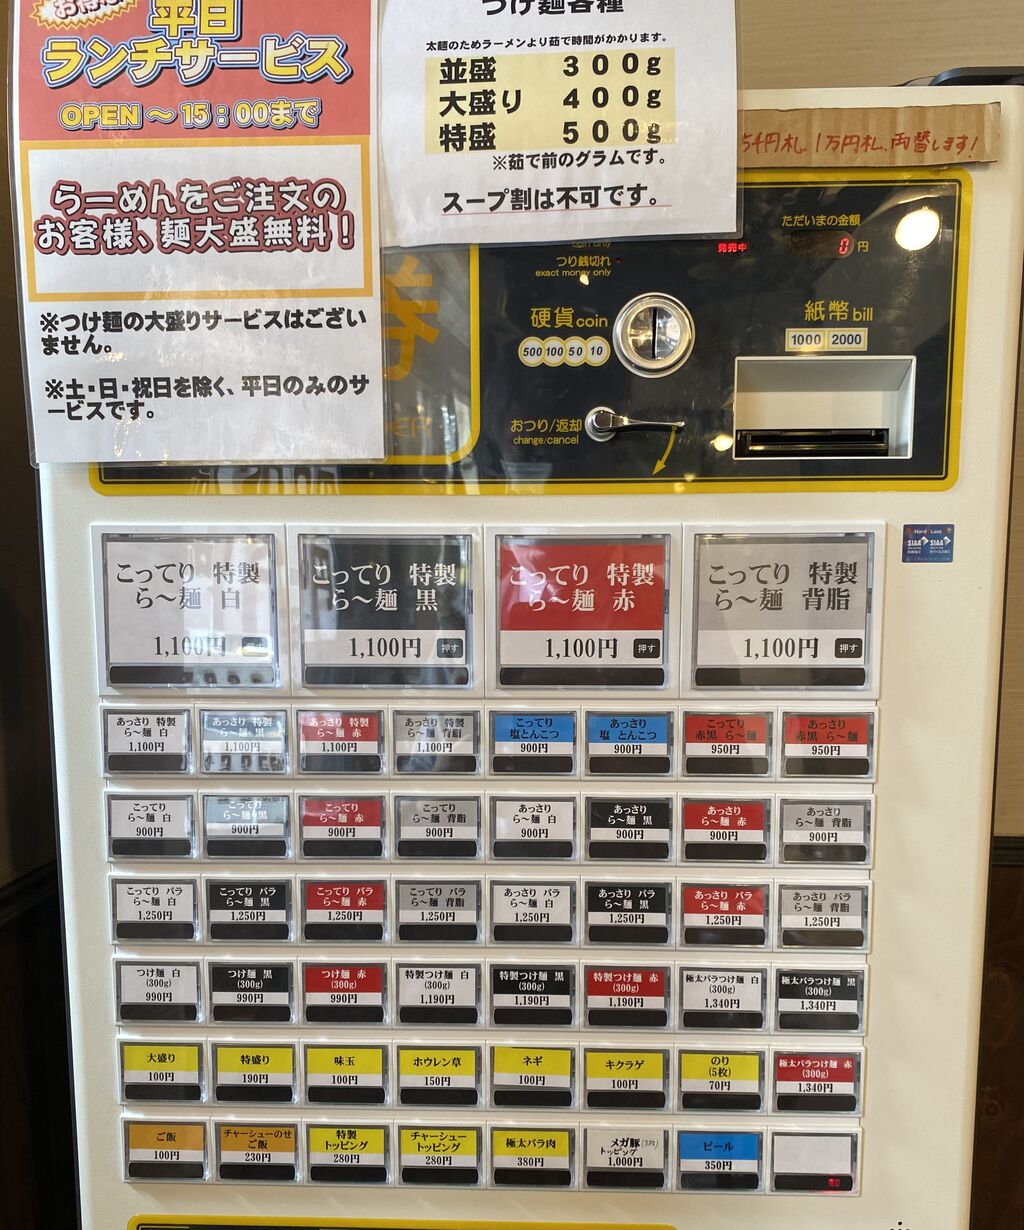 お得な
平日
ランチサービス
OPEN ～ 15：00まで
らーめんをご注文の
お客様、麺大盛無料！
※つけ麺の大盛りサービスはござい
ません。
※土・日・祝日を除く、平日のみのサ
ービスです。
つけ麺各種
太麺のためラーメンより茹で時間がかかります。
並盛 300g
大盛り 400g
特盛 500g
※茹で前のグラムです。
スープ割は不可です。
5千円札、1万円札、両替します!
券
coin only
つり銭切れ
exact money only
発売中
ただいまの金額
0 円
硬貨coin
500 100 50 10
紙幣 bill
1000 2000
おつり/返却
change/cancel
SIAA SIAA
こってり 特製
ら～麺 白
1,100円 押す
こってり 特製
ら～麺 黒
1,100円 押す
こってり 特製
ら～麺 赤
1,100円 押す
こってり 特製
ら～麺 背脂
1,100円 押す
あっさり 特製
ら～麺 白
1,100円
あっさり 特製
ら～麺 黒
1,100円
あっさり 特製
ら～麺 赤
1,100円
あっさり 特製
ら～麺 背脂
1,100円
こってり
塩とんこつ
900円
あっさり
塩 とんこつ
900円
こってり
赤黒 ら～麺
950円
あっさり
赤黒 ら～麺
950円
こってり
ら～麺 白
900円
こってり
ら～麺 黒
900円
こってり
ら～麺 赤
900円
こってり
ら～麺 背脂
900円
あっさり
ら～麺 白
900円
あっさり
ら～麺 黒
900円
あっさり
ら～麺 赤
900円
あっさり
ら～麺 背脂
900円
こってり バラ
ら～麺 白
1,250円
こってり バラ
ら～麺 黒
1,250円
こってり バラ
ら～麺 赤
1,250円
こってり バラ
ら～麺 背脂
1,250円
あっさり バラ
ら～麺 白
1,250円
あっさり バラ
ら～麺 黒
1,250円
あっさり バラ
ら～麺 赤
1,250円
あっさり バラ
ら～麺 背脂
1,250円
つけ麺 白
(300g)
990円
つけ麺 黒
(300g)
990円
つけ麺 赤
(300g)
990円
特製つけ麺 白
(300g)
1,190円
特製つけ麺 黒
(300g)
1,190円
特製つけ麺 赤
(300g)
1,190円
極太バラつけ麺 白
(300g)
1,340円
極太バラつけ麺 黒
(300g)
1,340円
大盛り
100円
特盛り
190円
味玉
100円
ホウレン草
150円
ネギ
100円
キクラゲ
100円
のり
(5枚)
70円
極太バラつけ麺 赤
(300g)
1,340円
ご飯
100円
チャーシューのせ
ご飯
230円
特製
トッピング
280円
チャーシュー
トッピング
280円
極太バラ肉
380円
メガ豚(3枚)
トッピング
1,000円
ビール
350円
売切